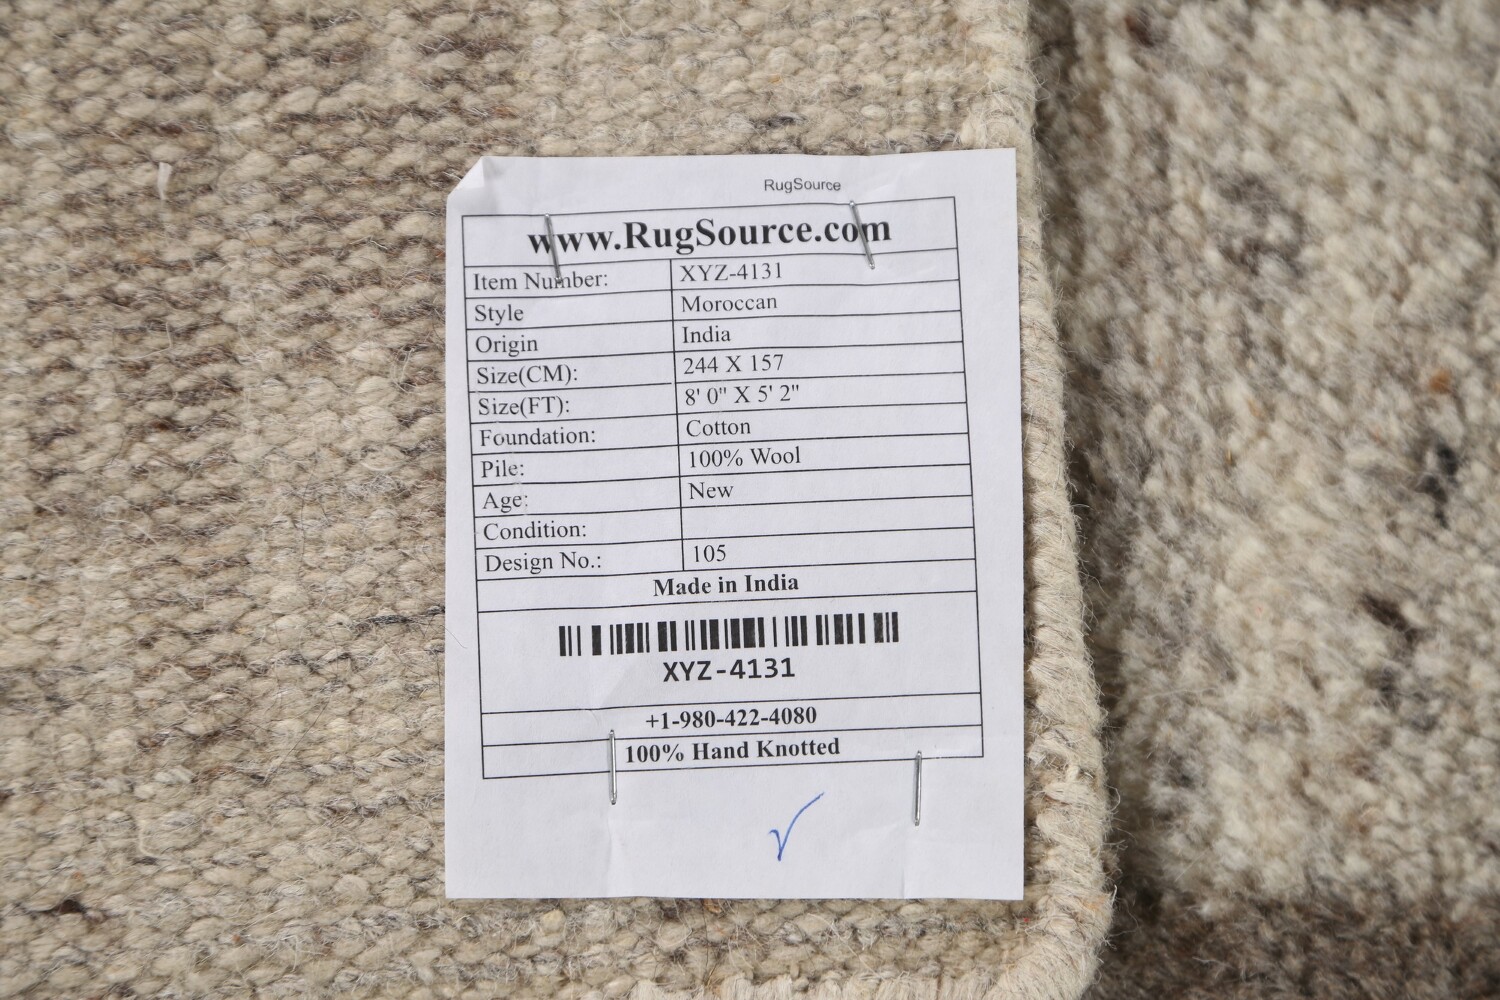 RugSource
www.RugSource.com
Item Number: XYZ-4131
Style Moroccan
Origin India
Size(CM): 244 X 157
Size(FT): 8' 0" X 5' 2"
Foundation: Cotton
Pile: 100% Wool
Age: New
Condition:
Design No.: 105
Made in India
XYZ-4131
+1-980-422-4080
100% Hand Knotted